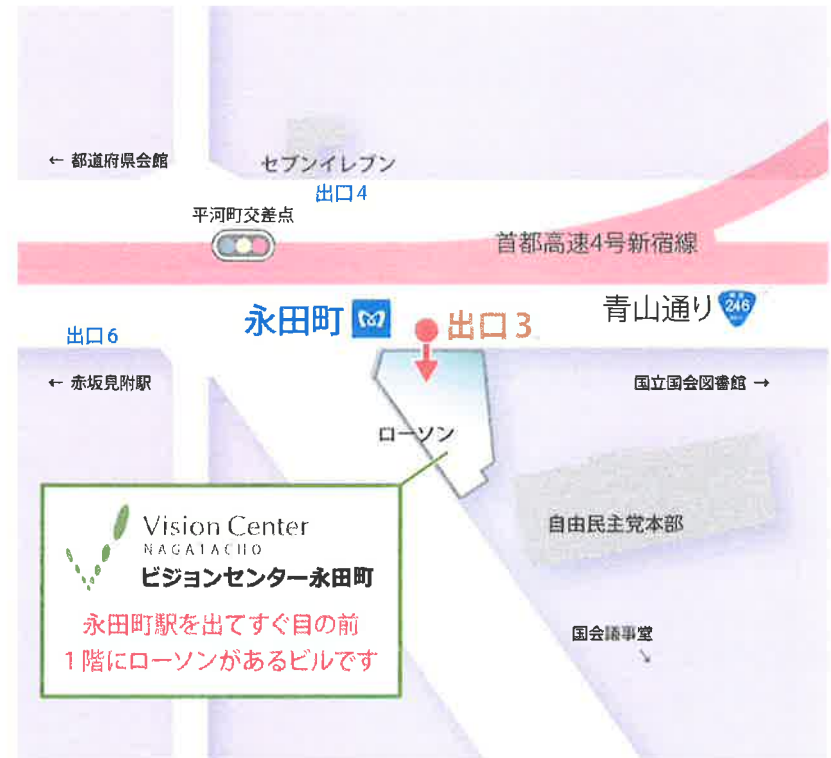 ← 都道府県会館
セブンイレブン
出口4
平河町交差点
首都高速4号新宿線
永田町
出口3
青山通り
246
出口6
← 赤坂見附駅
国立国会図書館 →
ローソン
Vision Center
NAGATACHO
ビジョンセンター永田町
永田町駅を出てすぐ目の前
1階にローソンがあるビルです
自由民主党本部
国会議事堂
↘